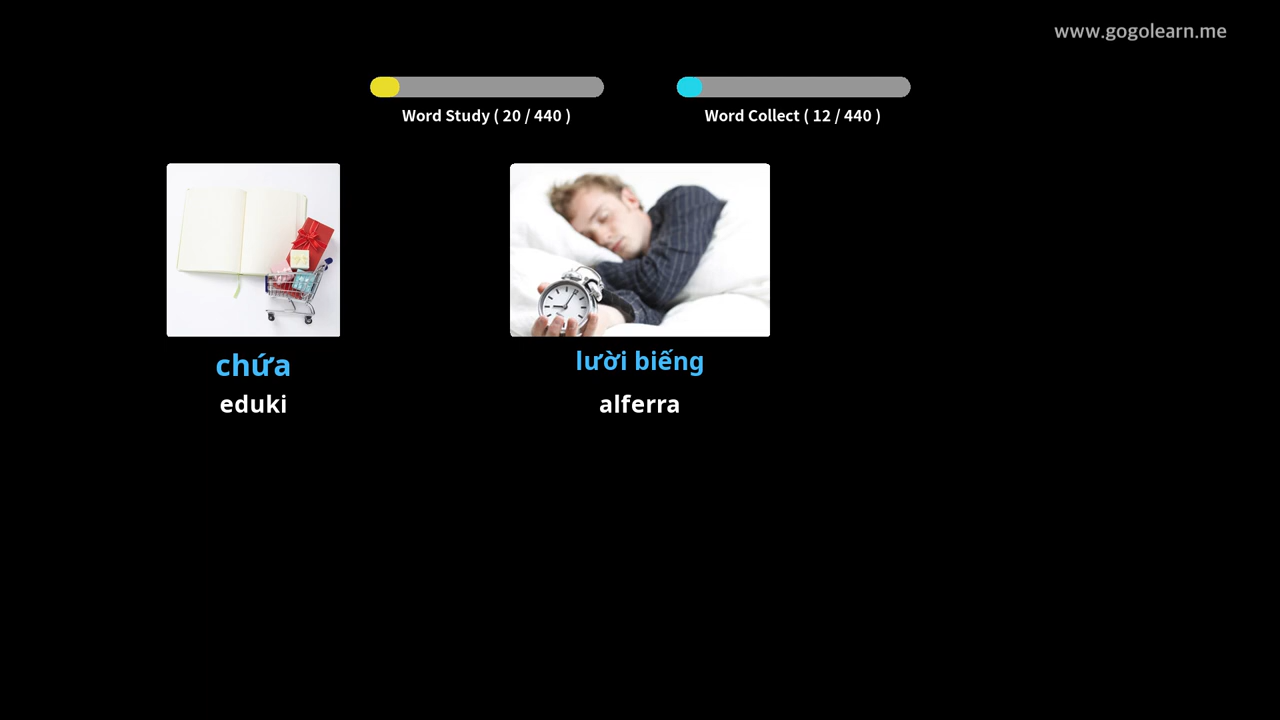 www.gogolearn.me
Word Study ( 20 / 440 )
Word Collect ( 12 / 440 )
chứa
eduki
lười biếng
alferra